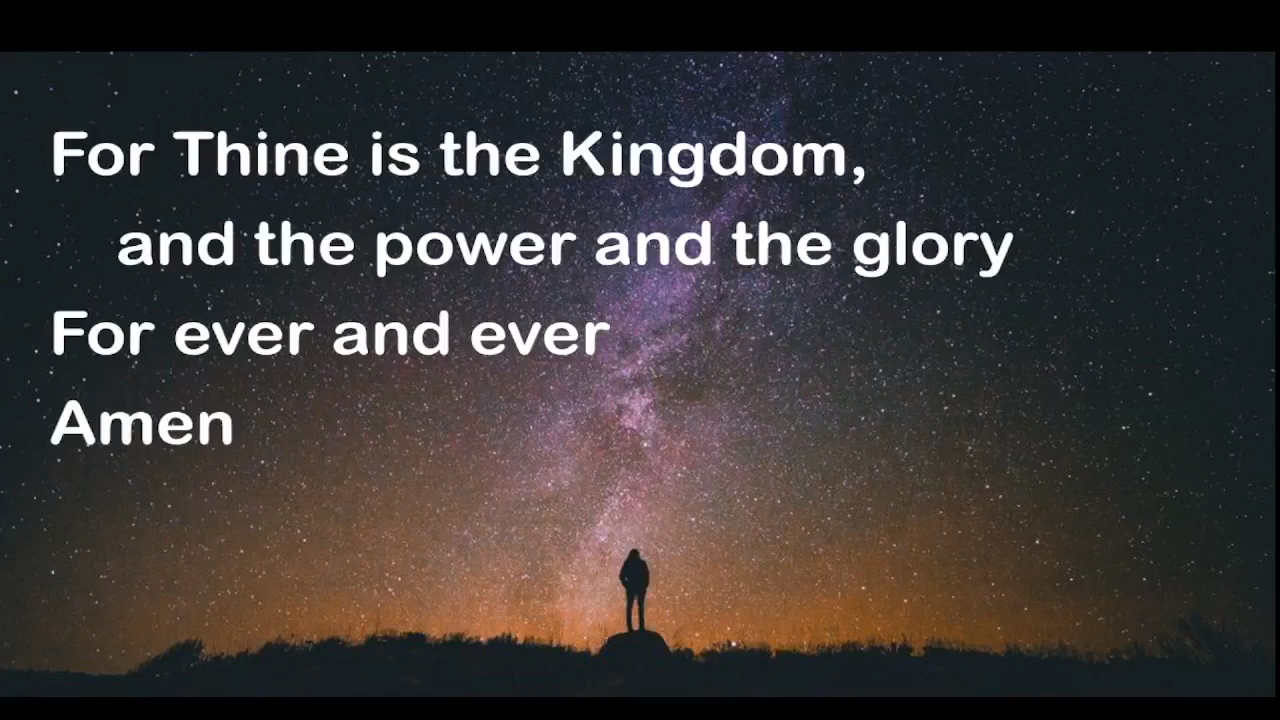 For Thine is the Kingdom,
and the power and the glory
For ever and ever
Amen